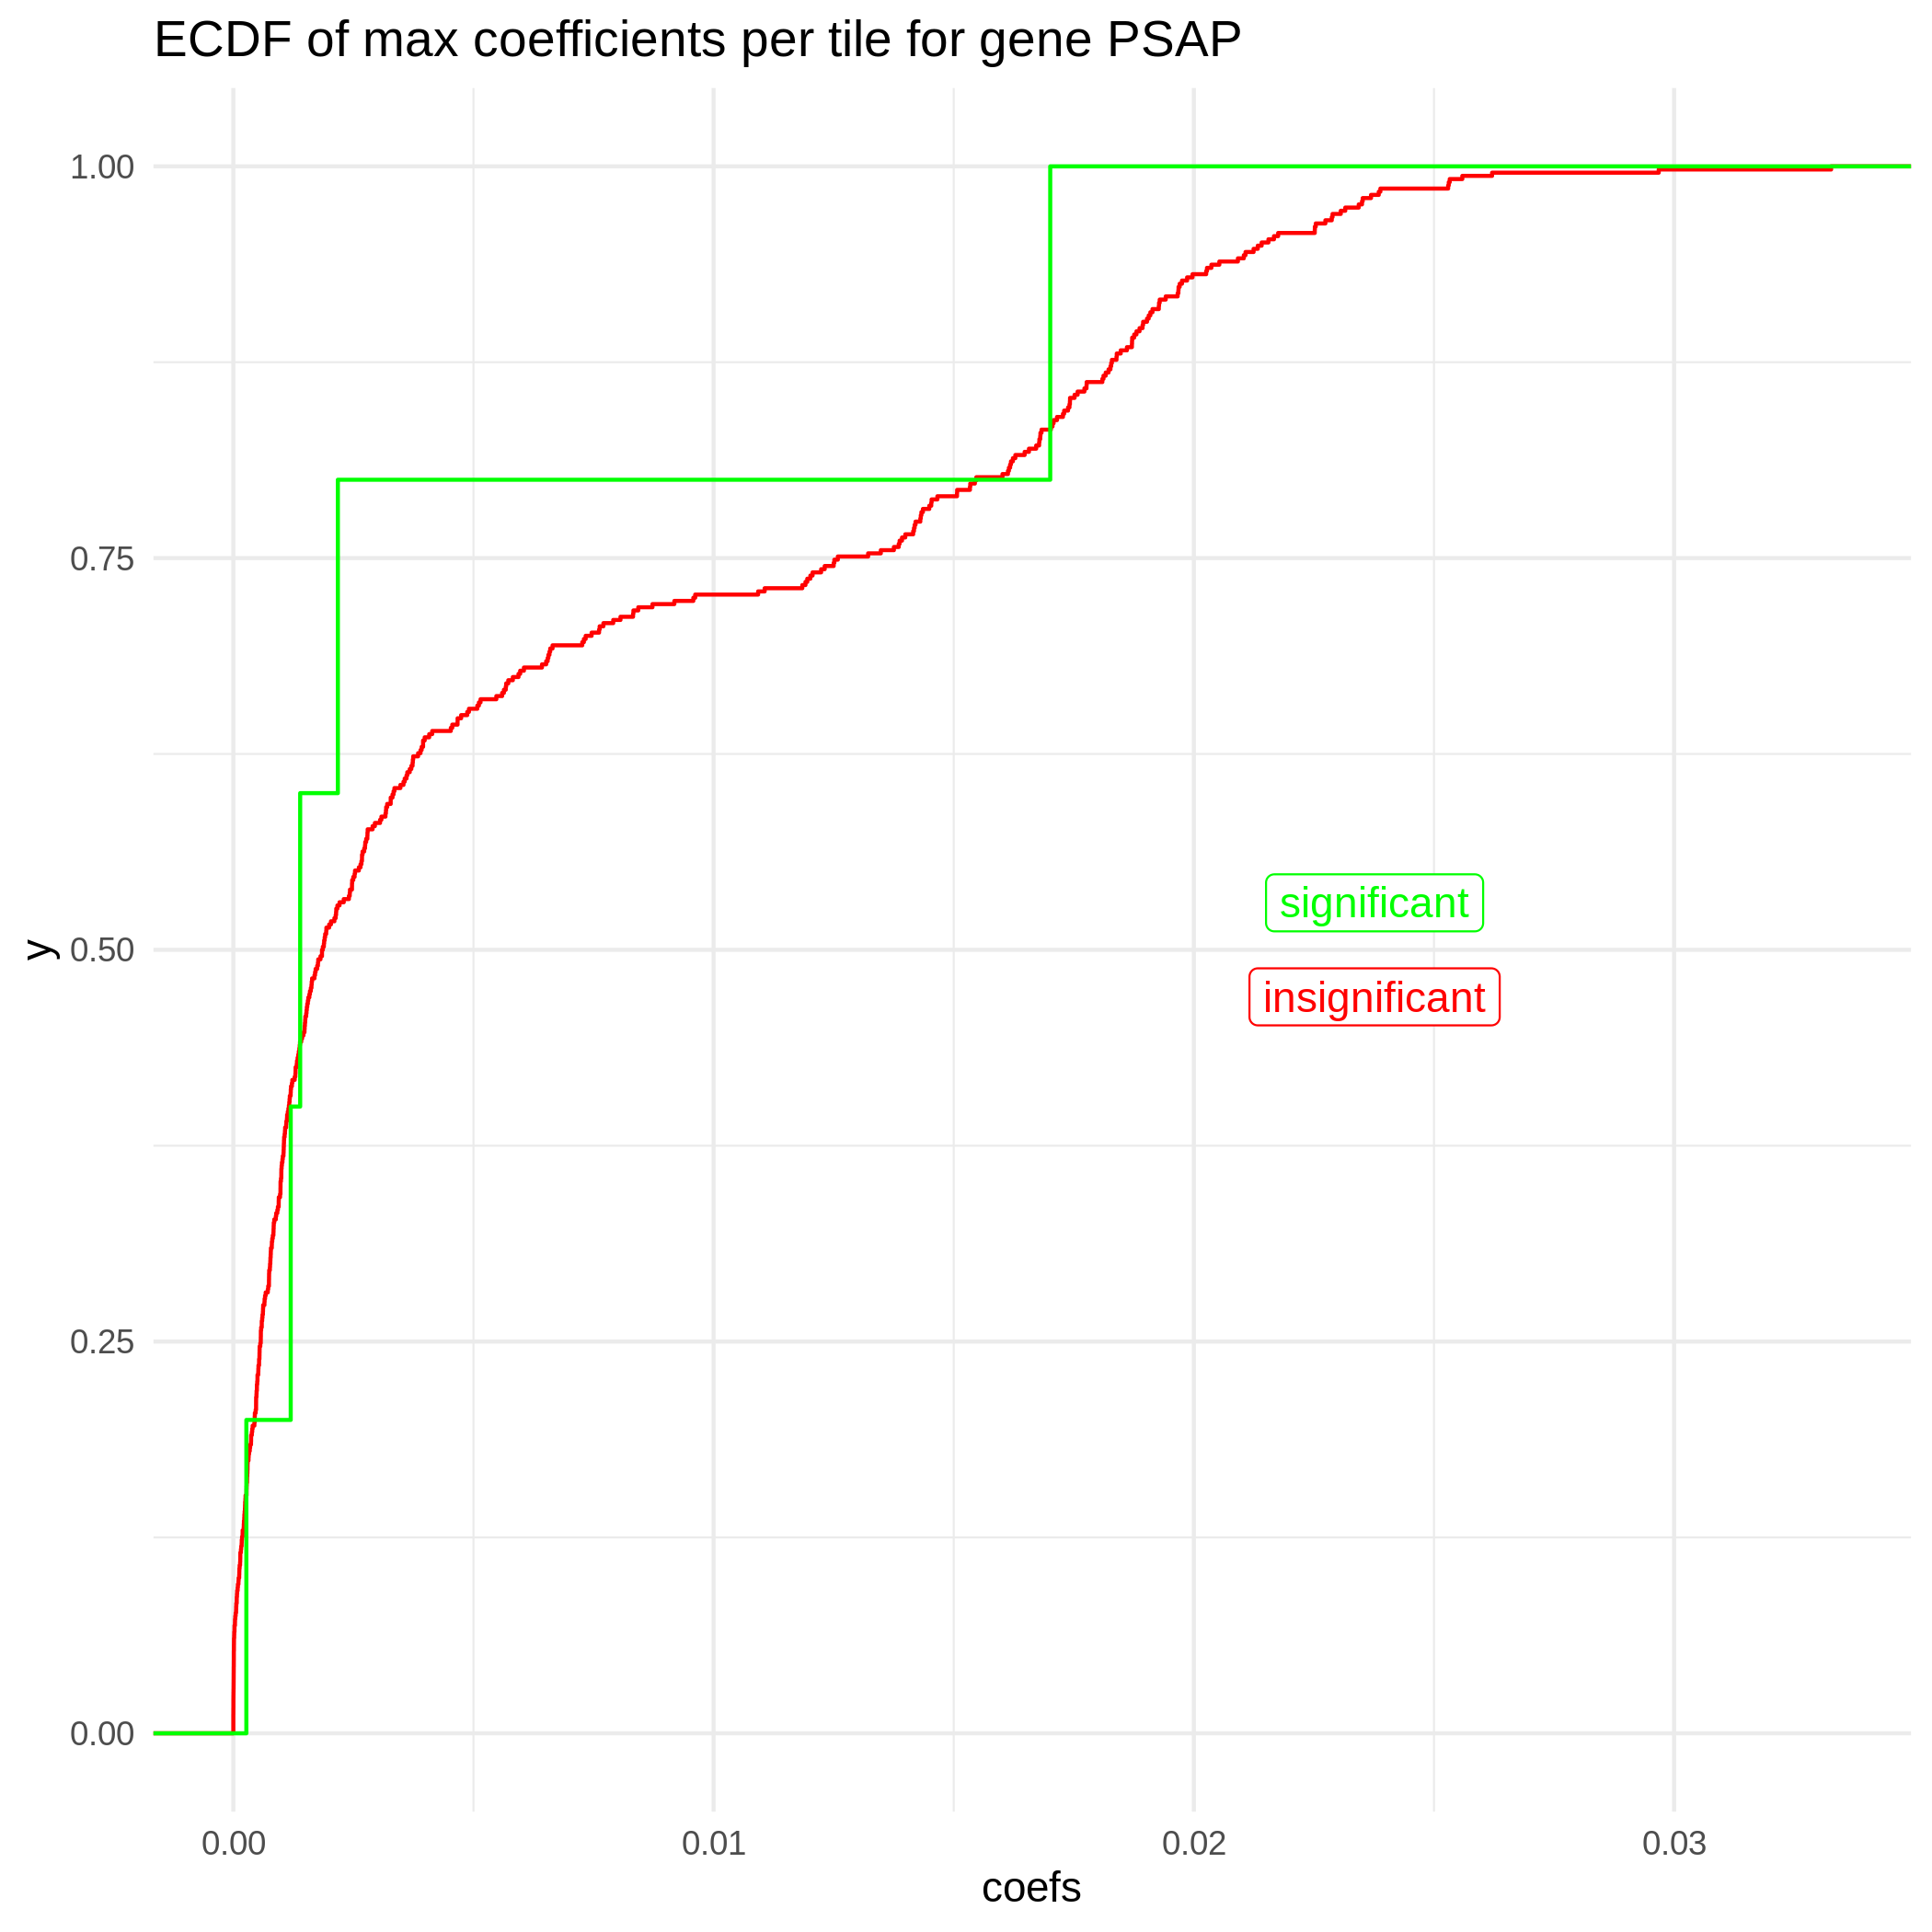 ECDF of max coefficients per tile for gene PSAP
1.00
0.75
0.50
0.25
0.00
y
significant
insignificant
0.00 0.01 0.02 0.03
coefs